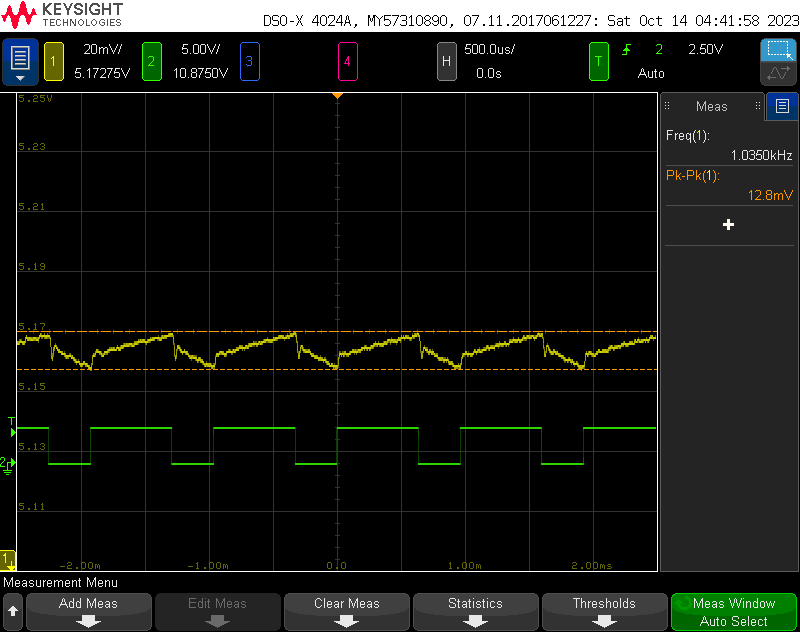 KEYSIGHT
TECHNOLOGIES
DSO-X 4024A, MY57310890, 07.11.2017061227: Sat Oct 14 04:41:58 2023
1 20mV/ 2 5.00V/ 3 4 H 500.0us/ T 2 2.50V
5.17275V 10.8750V 0.0s Auto
5.25V
5.23
5.21
5.19
5.17
5.15
5.13
5.11
T
2
1
-2.00m -1.00m 0.0 1.00m 2.00ms
Meas
Freq(1):
1.0350kHz
Pk-Pk(1):
12.8mV
+
Measurement Menu
Add Meas
Edit Meas
Clear Meas
Statistics
Thresholds
Meas Window
Auto Select